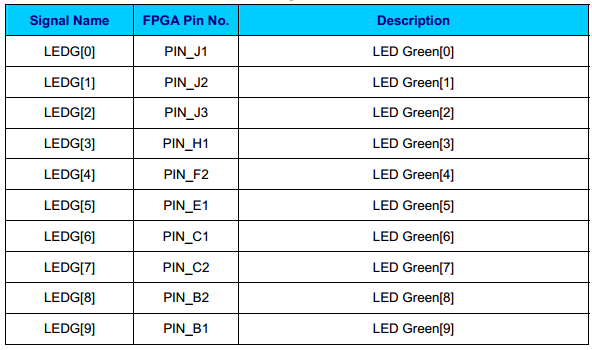 Signal Name FPGA Pin No. Description
LEDG[0] PIN_J1 LED Green[0]
LEDG[1] PIN_J2 LED Green[1]
LEDG[2] PIN_J3 LED Green[2]
LEDG[3] PIN_H1 LED Green[3]
LEDG[4] PIN_F2 LED Green[4]
LEDG[5] PIN_E1 LED Green[5]
LEDG[6] PIN_C1 LED Green[6]
LEDG[7] PIN_C2 LED Green[7]
LEDG[8] PIN_B2 LED Green[8]
LEDG[9] PIN_B1 LED Green[9]